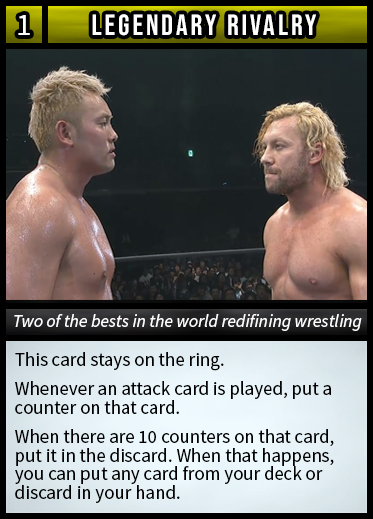 1 LEGENDARY RIVALRY
Two of the bests in the world redifining wrestling
This card stays on the ring.
Whenever an attack card is played, put a
counter on that card.
When there are 10 counters on that card,
put it in the discard. When that happens,
you can put any card from your deck or
discard in your hand.